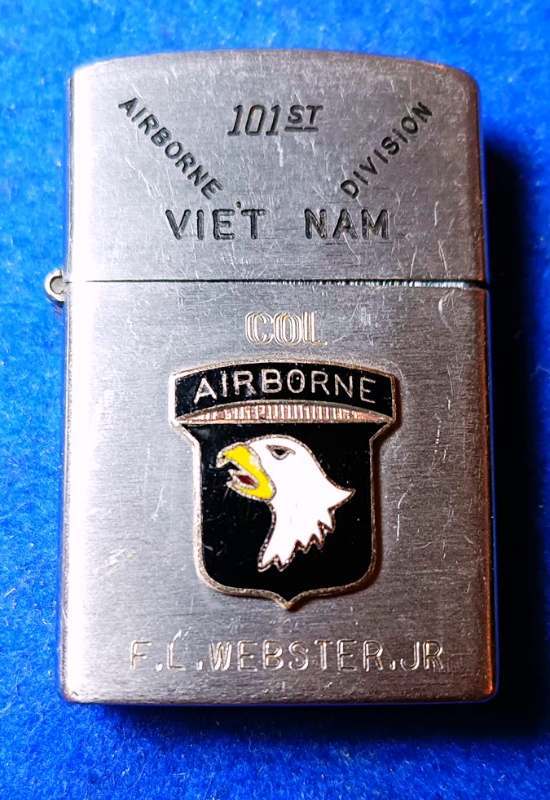 101ST
AIRBORNE DIVISION
VIET NAM
COL
AIRBORNE
F.L.WEBSTER.JR